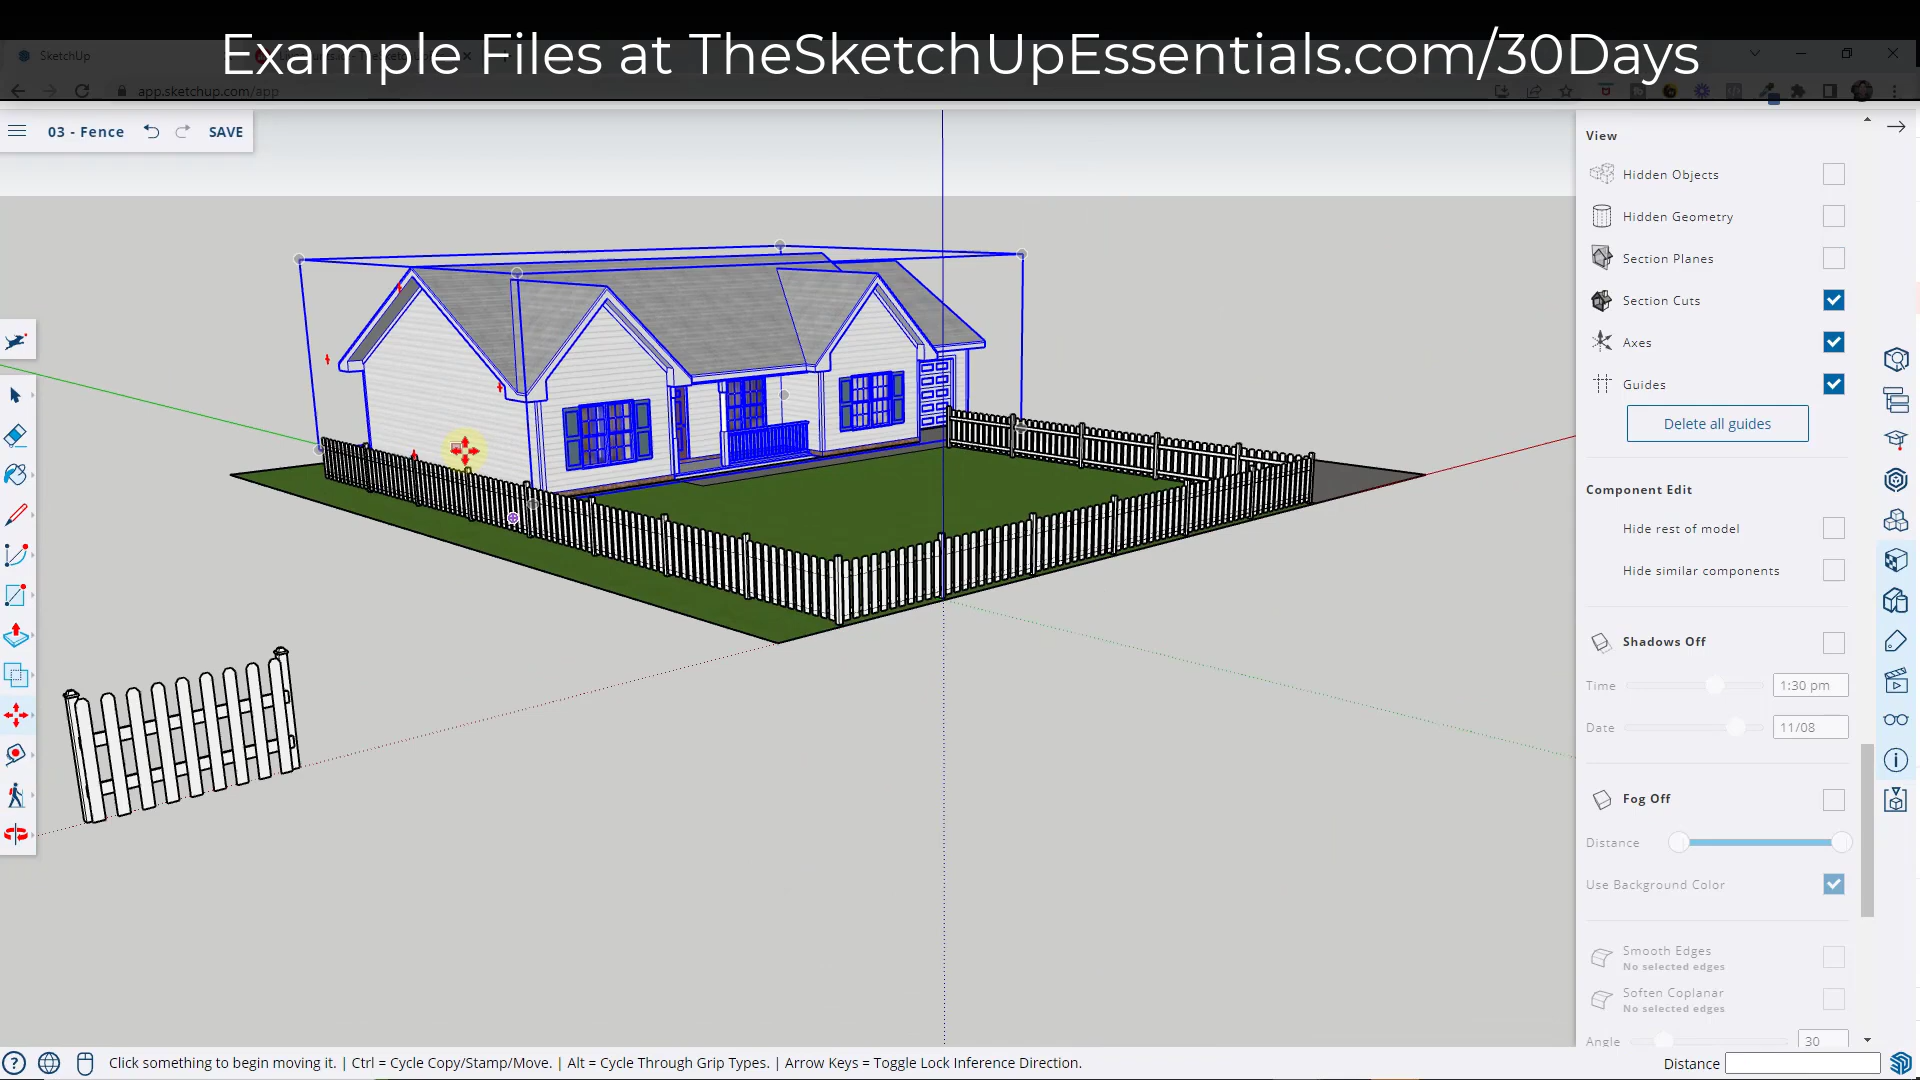 Example Files at TheSketchUpEssentials.com/30Days
SketchUp
app.sketchup.com/app
03 - Fence
SAVE
View
Hidden Objects
Hidden Geometry
Section Planes
Section Cuts
Axes
Guides
Delete all guides
Component Edit
Hide rest of model
Hide similar components
Shadows Off
Time
1:30 pm
Date
11/08
Fog Off
Distance
Use Background Color
Smooth Edges
No selected edges
Soften Coplanar
No selected edges
Angle
30
Click something to begin moving it. | Ctrl = Cycle Copy/Stamp/Move. | Alt = Cycle Through Grip Types. | Arrow Keys = Toggle Lock Inference Direction.
Distance